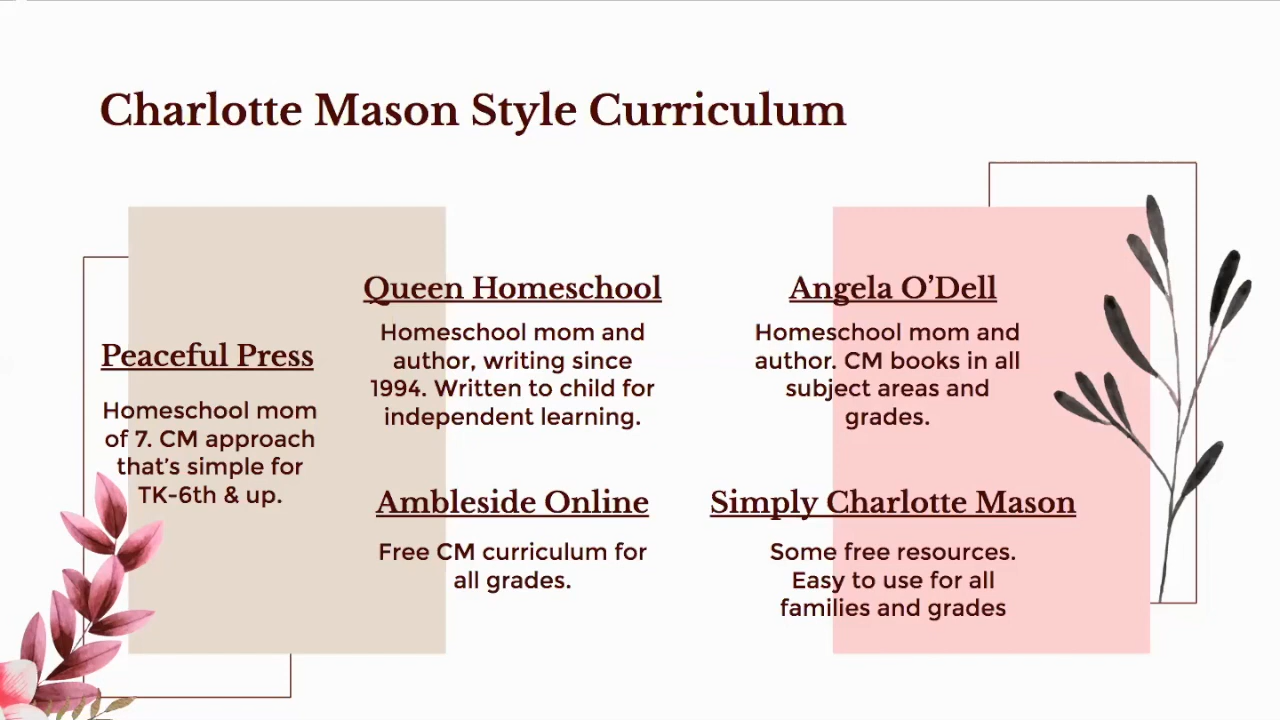 Charlotte Mason Style Curriculum
Peaceful Press
Homeschool mom
of 7. CM approach
that's simple for
TK-6th & up.
Queen Homeschool
Homeschool mom and
author, writing since
1994. Written to child for
independent learning.
Ambleside Online
Free CM curriculum for
all grades.
Angela O’Dell
Homeschool mom and
author. CM books in all
subject areas and
grades.
Simply Charlotte Mason
Some free resources.
Easy to use for all
families and grades